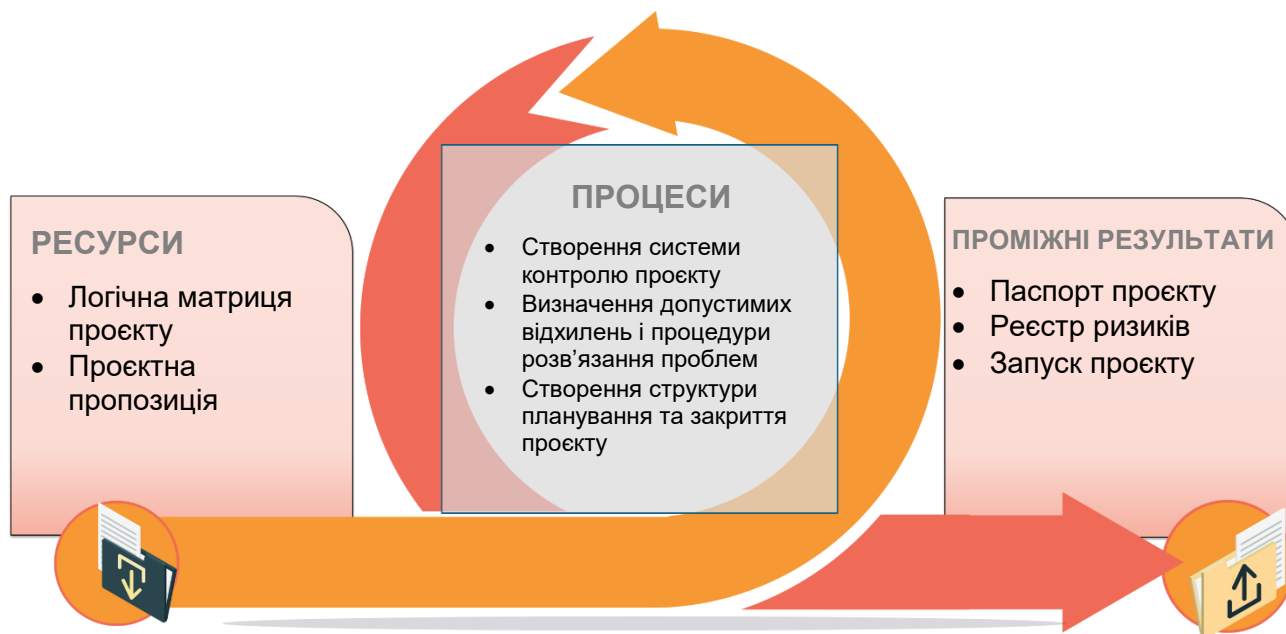 РЕСУРСИ
• Логічна матриця
проєкту
• Проєктна
пропозиція
ПРОЦЕСИ
• Створення системи
контролю проєкту
• Визначення допустимих
відхилень і процедури
розв’язання проблем
• Створення структури
планування та закриття
проєкту
ПРОМІЖНІ РЕЗУЛЬТАТИ
• Паспорт проєкту
• Реєстр ризиків
• Запуск проєкту